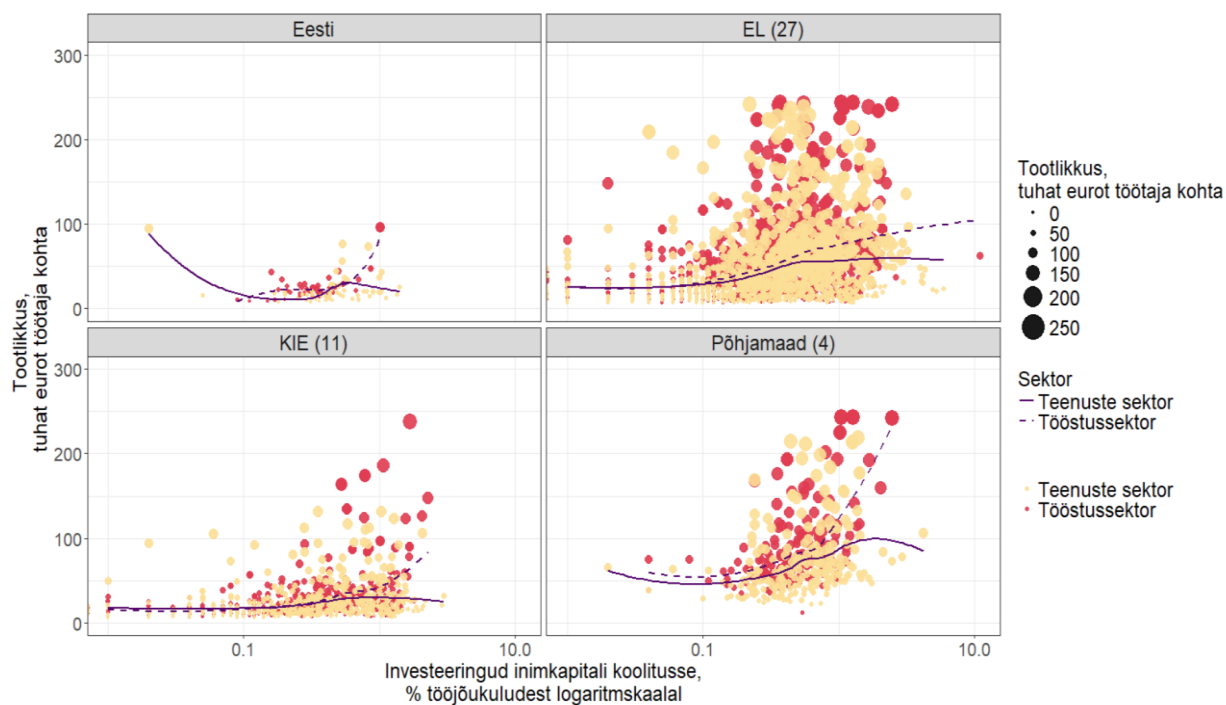 Eesti
EL (27)
300
200
100
0
KIE (11)
Põhjamaad (4)
300
200
100
0
0.1
10.0
0.1
10.0
Tootlikkus,
tuhat eurot töötaja kohta
Investeeringud inimkapitali koolitusse,
% tööjõukuludest logaritmskaalal
Tootlikkus,
tuhat eurot töötaja kohta
0
50
100
150
200
250
Sektor
Teenuste sektor
Tööstussektor
Teenuste sektor
Tööstussektor